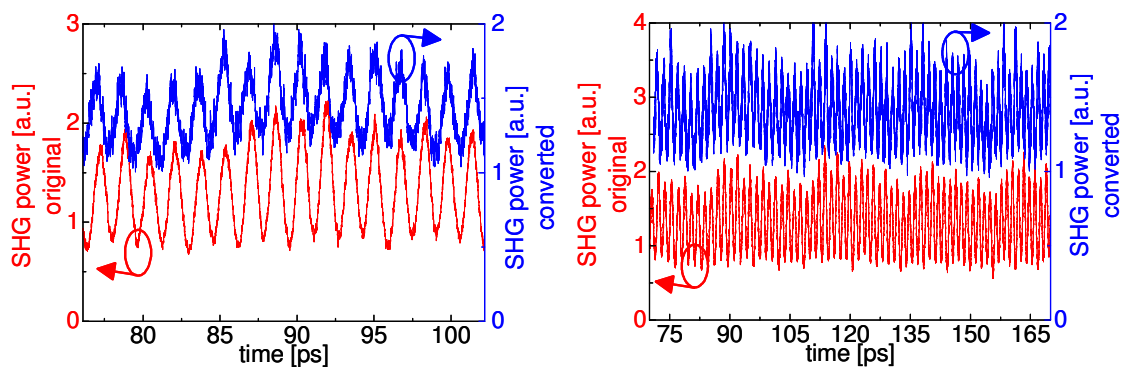 3
2
1
0
SHG power [a.u.]
original
2
1
0
SHG power [a.u.]
converted
80 85 90 95 100
time [ps]
4
3
2
1
0
SHG power [a.u.]
original
2
1
0
SHG power [a.u.]
converted
75 90 105 120 135 150 165
time [ps]